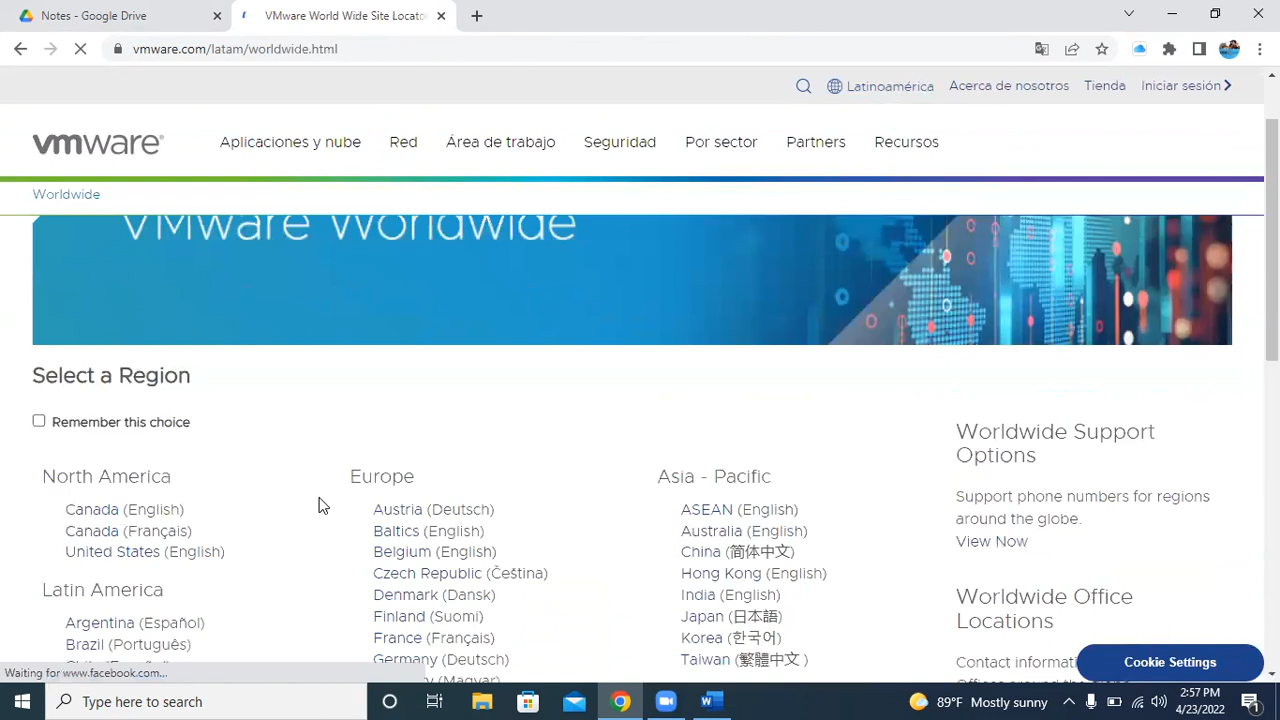 Notes - Google Drive
VMware World Wide Site Locato
vmware.com/latam/worldwide.html
Latinoamérica Acerca de nosotros Tienda Iniciar sesión
vmware®
Aplicaciones y nube Red Área de trabajo Seguridad Por sector Partners Recursos
Worldwide
VMware Worldwide
Select a Region
Remember this choice
North America
Canada (English)
Canada (Français)
United States (English)
Latin America
Argentina (Español)
Brazil (Português)
Europe
Austria (Deutsch)
Baltics (English)
Belgium (English)
Czech Republic (Čeština)
Denmark (Dansk)
Finland (Suomi)
France (Français)
Germany (Deutsch)
(Magyar)
Asia - Pacific
ASEAN (English)
Australia (English)
China (简体中文)
Hong Kong (English)
India (English)
Japan (日本語)
Korea (한국어)
Taiwan (繁體中文 )
Worldwide Support
Options
Support phone numbers for regions
around the globe.
View Now
Worldwide Office
Locations
Contact
Cookie Settings
Waiting for www.facebook.com...
Type here to search
89°F Mostly sunny
2:57 PM
4/23/2022
1